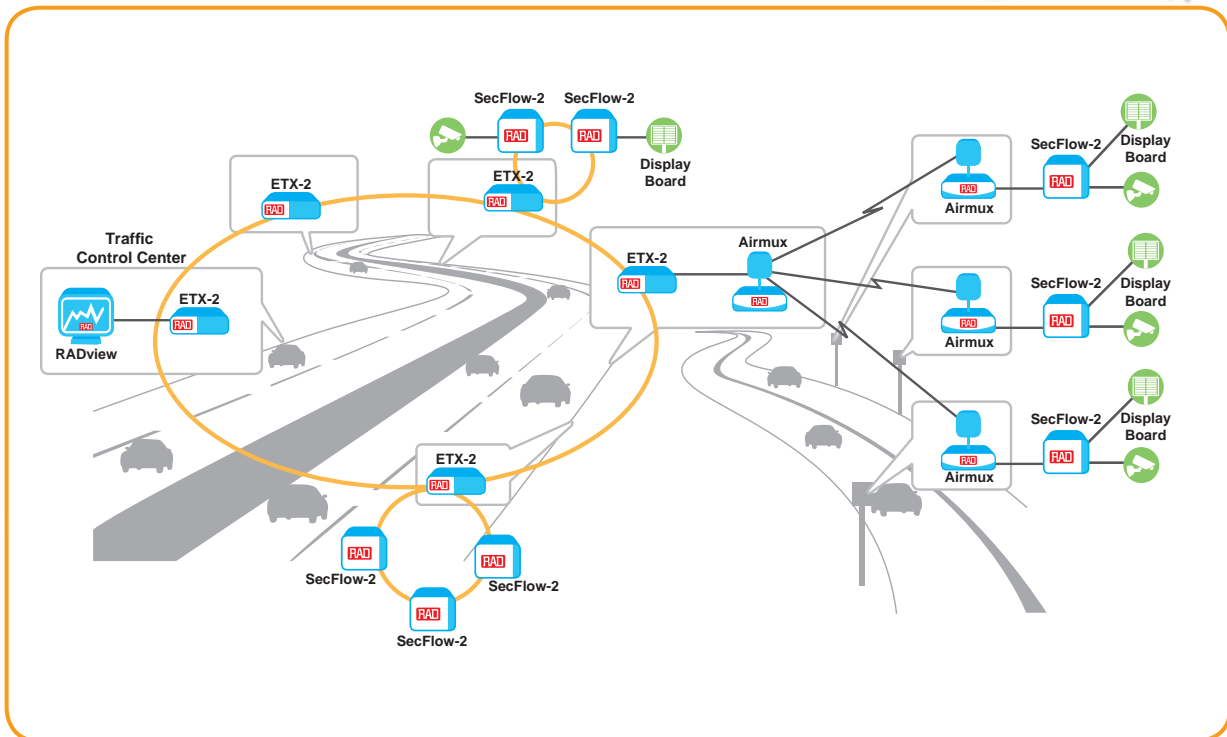 SecFlow-2
SecFlow-2
RAD
RAD
Display
Board
ETX-2
RAD
ETX-2
RAD
Traffic
Control Center
ETX-2
RAD
RAD
RADview
ETX-2
RAD
Airmux
RAD
RAD
Airmux
SecFlow-2
RAD
Display
Board
RAD
Airmux
SecFlow-2
RAD
Display
Board
RAD
Airmux
SecFlow-2
RAD
Display
Board
ETX-2
RAD
RAD
SecFlow-2
RAD
SecFlow-2
RAD
SecFlow-2